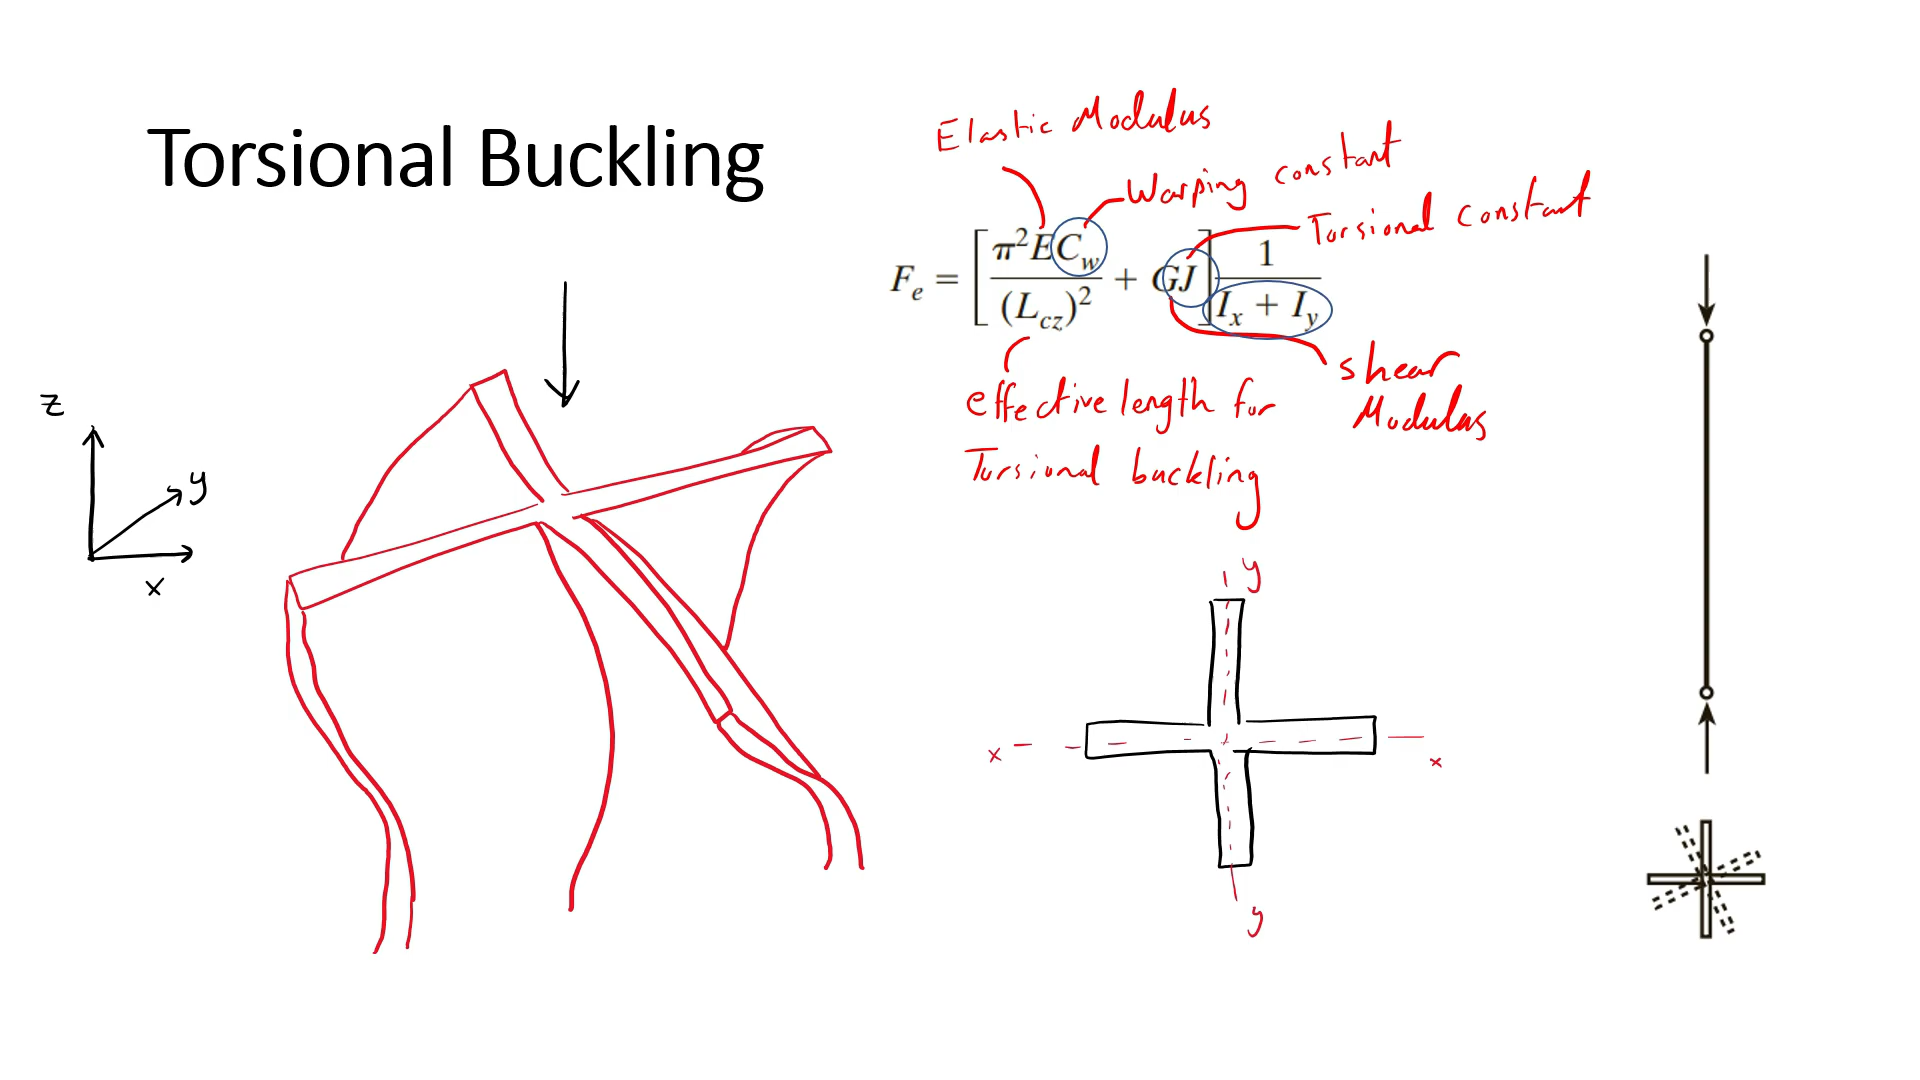 Torsional Buckling
Elastic Modulus
Warping constant
Torsional constant
F_e = [ π²EC_w / (L_cz)² + GJ ] 1 / (I_x + I_y)
shear
Modulus
effective length for
Torsional buckling
z
y
x
y
x
x
y